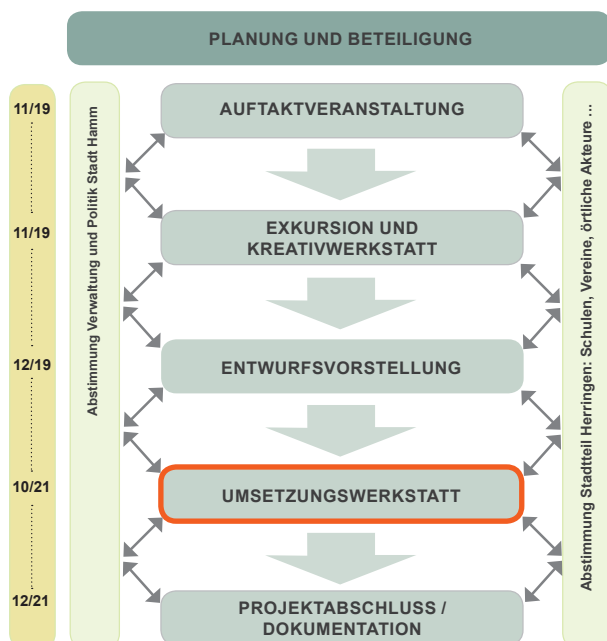 PLANUNG UND BETEILIGUNG
11/19
AUFTAKTVERANSTALTUNG
11/19
EXKURSION UND
KREATIVWERKSTATT
12/19
ENTWURFSVORSTELLUNG
10/21
UMSETZUNGSWERKSTATT
12/21
PROJEKTABSCHLUSS /
DOKUMENTATION
Abstimmung Verwaltung und Politik Stadt Hamm
Abstimmung Stadtteil Herringen: Schulen, Vereine, örtliche Akteure ...